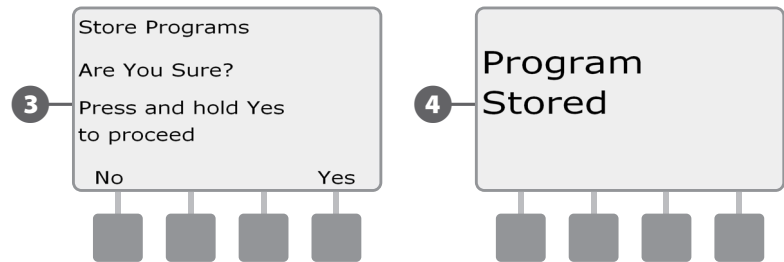 3
Store Programs
Are You Sure?
Press and hold Yes
to proceed
No Yes
4
Program
Stored